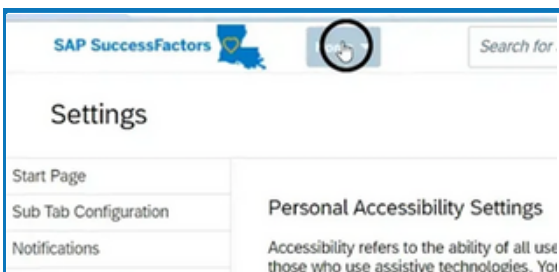 SAP SuccessFactors
Search for
Settings
Start Page
Sub Tab Configuration
Notifications
Personal Accessibility Settings
Accessibility refers to the ability of all use
those who use assistive technologies. You